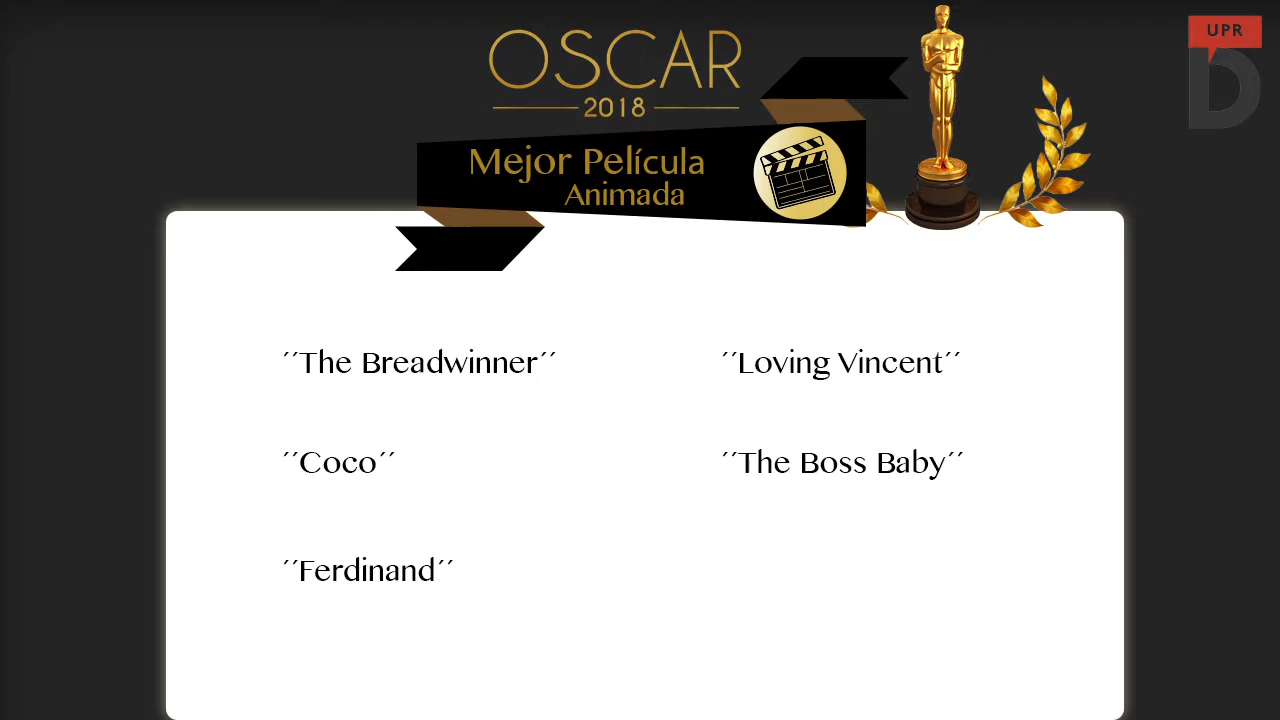 OSCAR
2018
UPR
D
Mejor Película
Animada
´´The Breadwinner´´
´´Loving Vincent´´
´´Coco´´
´´The Boss Baby´´
´´Ferdinand´´